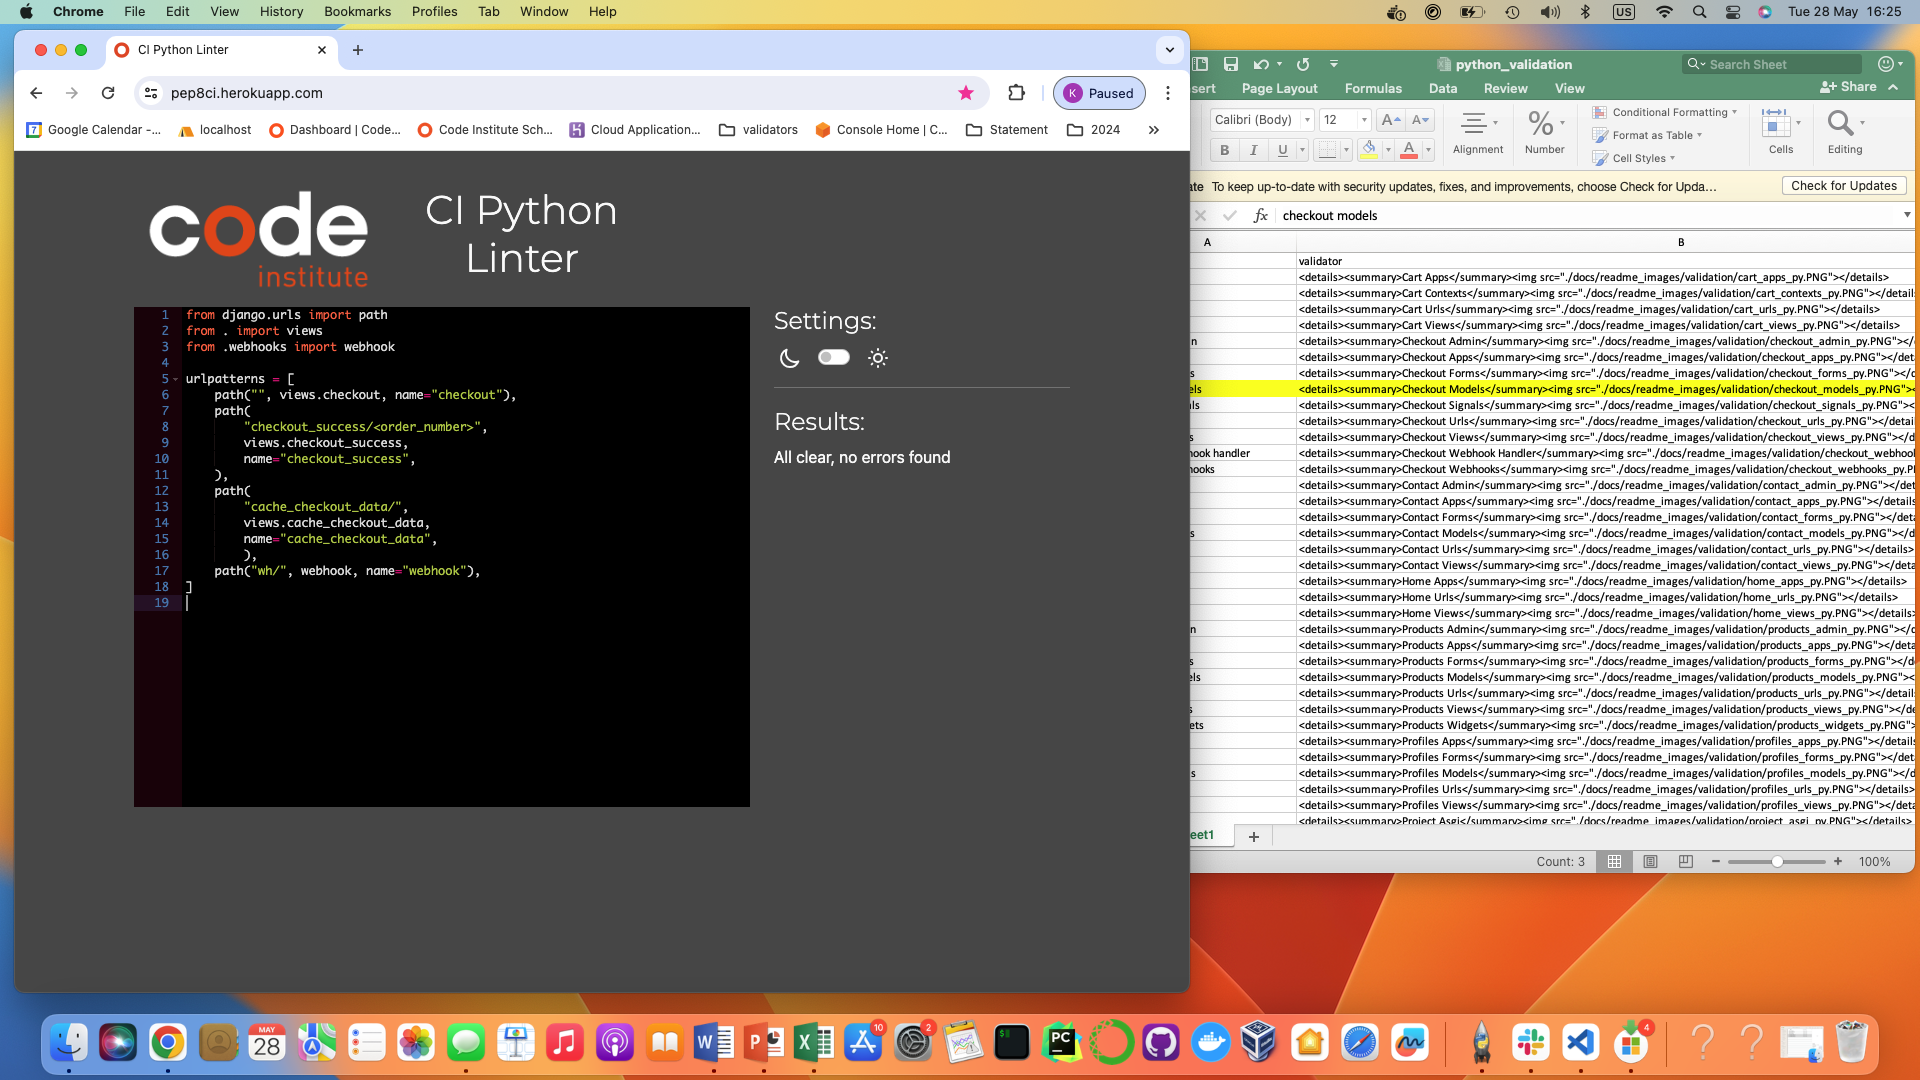 Chrome File Edit View History Bookmarks Profiles Tab Window Help
US Tue 28 May 16:25
CI Python Linter
pep8ci.herokuapp.com
K Paused
7 Google Calendar -... localhost Dashboard | Code... Code Institute Sch... Cloud Application... validators Console Home | C... Statement 2024 »
code
institute
CI Python
Linter
1 from django.urls import path
2 from . import views
3 from .webhooks import webhook
4
5 urlpatterns = [
6 path("", views.checkout, name="checkout"),
7 path(
8 "checkout_success/<order_number>",
9 views.checkout_success,
10 name="checkout_success",
11 ),
12 path(
13 "cache_checkout_data/",
14 views.cache_checkout_data,
15 name="cache_checkout_data",
16 ),
17 path("wh/", webhook, name="webhook"),
18 ]
19
Settings:
Results:
All clear, no errors found
python_validation
Search Sheet
sert Page Layout Formulas Data Review View
Share
Calibri (Body) 12 A A
B I U A
Alignment
% Number
Conditional Formatting
Format as Table
Cell Styles
Cells
Editing
ate To keep up-to-date with security updates, fixes, and improvements, choose Check for Upda... Check for Updates
fx checkout models
A B
validator
<details><summary>Cart Apps</summary><img src="./docs/readme_images/validation/cart_apps_py.PNG"></details>
<details><summary>Cart Contexts</summary><img src="./docs/readme_images/validation/cart_contexts_py.PNG"></details
<details><summary>Cart Urls</summary><img src="./docs/readme_images/validation/cart_urls_py.PNG"></details>
<details><summary>Cart Views</summary><img src="./docs/readme_images/validation/cart_views_py.PNG"></details>
n <details><summary>Checkout Admin</summary><img src="./docs/readme_images/validation/checkout_admin_py.PNG"></
<details><summary>Checkout Apps</summary><img src="./docs/readme_images/validation/checkout_apps_py.PNG"></deta
s <details><summary>Checkout Forms</summary><img src="./docs/readme_images/validation/checkout_forms_py.PNG"></d
els <details><summary>Checkout Models</summary><img src="./docs/readme_images/validation/checkout_models_py.PNG"><
ls <details><summary>Checkout Signals</summary><img src="./docs/readme_images/validation/checkout_signals_py.PNG"><
<details><summary>Checkout Urls</summary><img src="./docs/readme_images/validation/checkout_urls_py.PNG"></detai
s <details><summary>Checkout Views</summary><img src="./docs/readme_images/validation/checkout_views_py.PNG"></d
hook handler <details><summary>Checkout Webhook Handler</summary><img src="./docs/readme_images/validation/checkout_webhoo
ooks <details><summary>Checkout Webhooks</summary><img src="./docs/readme_images/validation/checkout_webhooks_py.P
<details><summary>Contact Admin</summary><img src="./docs/readme_images/validation/contact_admin_py.PNG"></deta
<details><summary>Contact Apps</summary><img src="./docs/readme_images/validation/contact_apps_py.PNG"></details
<details><summary>Contact Forms</summary><img src="./docs/readme_images/validation/contact_forms_py.PNG"></deta
s <details><summary>Contact Models</summary><img src="./docs/readme_images/validation/contact_models_py.PNG"></d
<details><summary>Contact Urls</summary><img src="./docs/readme_images/validation/contact_urls_py.PNG"></details>
<details><summary>Contact Views</summary><img src="./docs/readme_images/validation/contact_views_py.PNG"></detai
<details><summary>Home Apps</summary><img src="./docs/readme_images/validation/home_apps_py.PNG"></details>
<details><summary>Home Urls</summary><img src="./docs/readme_images/validation/home_urls_py.PNG"></details>
<details><summary>Home Views</summary><img src="./docs/readme_images/validation/home_views_py.PNG"></details>
n <details><summary>Products Admin</summary><img src="./docs/readme_images/validation/products_admin_py.PNG"></d
<details><summary>Products Apps</summary><img src="./docs/readme_images/validation/products_apps_py.PNG"></deta
s <details><summary>Products Forms</summary><img src="./docs/readme_images/validation/products_forms_py.PNG"></d
els <details><summary>Products Models</summary><img src="./docs/readme_images/validation/products_models_py.PNG"><
<details><summary>Products Urls</summary><img src="./docs/readme_images/validation/products_urls_py.PNG"></detail
s <details><summary>Products Views</summary><img src="./docs/readme_images/validation/products_views_py.PNG"></de
ets <details><summary>Products Widgets</summary><img src="./docs/readme_images/validation/products_widgets_py.PNG">
<details><summary>Profiles Apps</summary><img src="./docs/readme_images/validation/profiles_apps_py.PNG"></details
<details><summary>Profiles Forms</summary><img src="./docs/readme_images/validation/profiles_forms_py.PNG"></deta
s <details><summary>Profiles Models</summary><img src="./docs/readme_images/validation/profiles_models_py.PNG"></d
<details><summary>Profiles Urls</summary><img src="./docs/readme_images/validation/profiles_urls_py.PNG"></details>
<details><summary>Profiles Views</summary><img src="./docs/readme_images/validation/profiles_views_py.PNG"></deta
<details><summary>Project Asgi</summary><img src="./docs/readme_images/validation/project_asgi_py.PNG"></details>
eet1
Count: 3 100%
MAY
28
W P X 10 2 PC 4